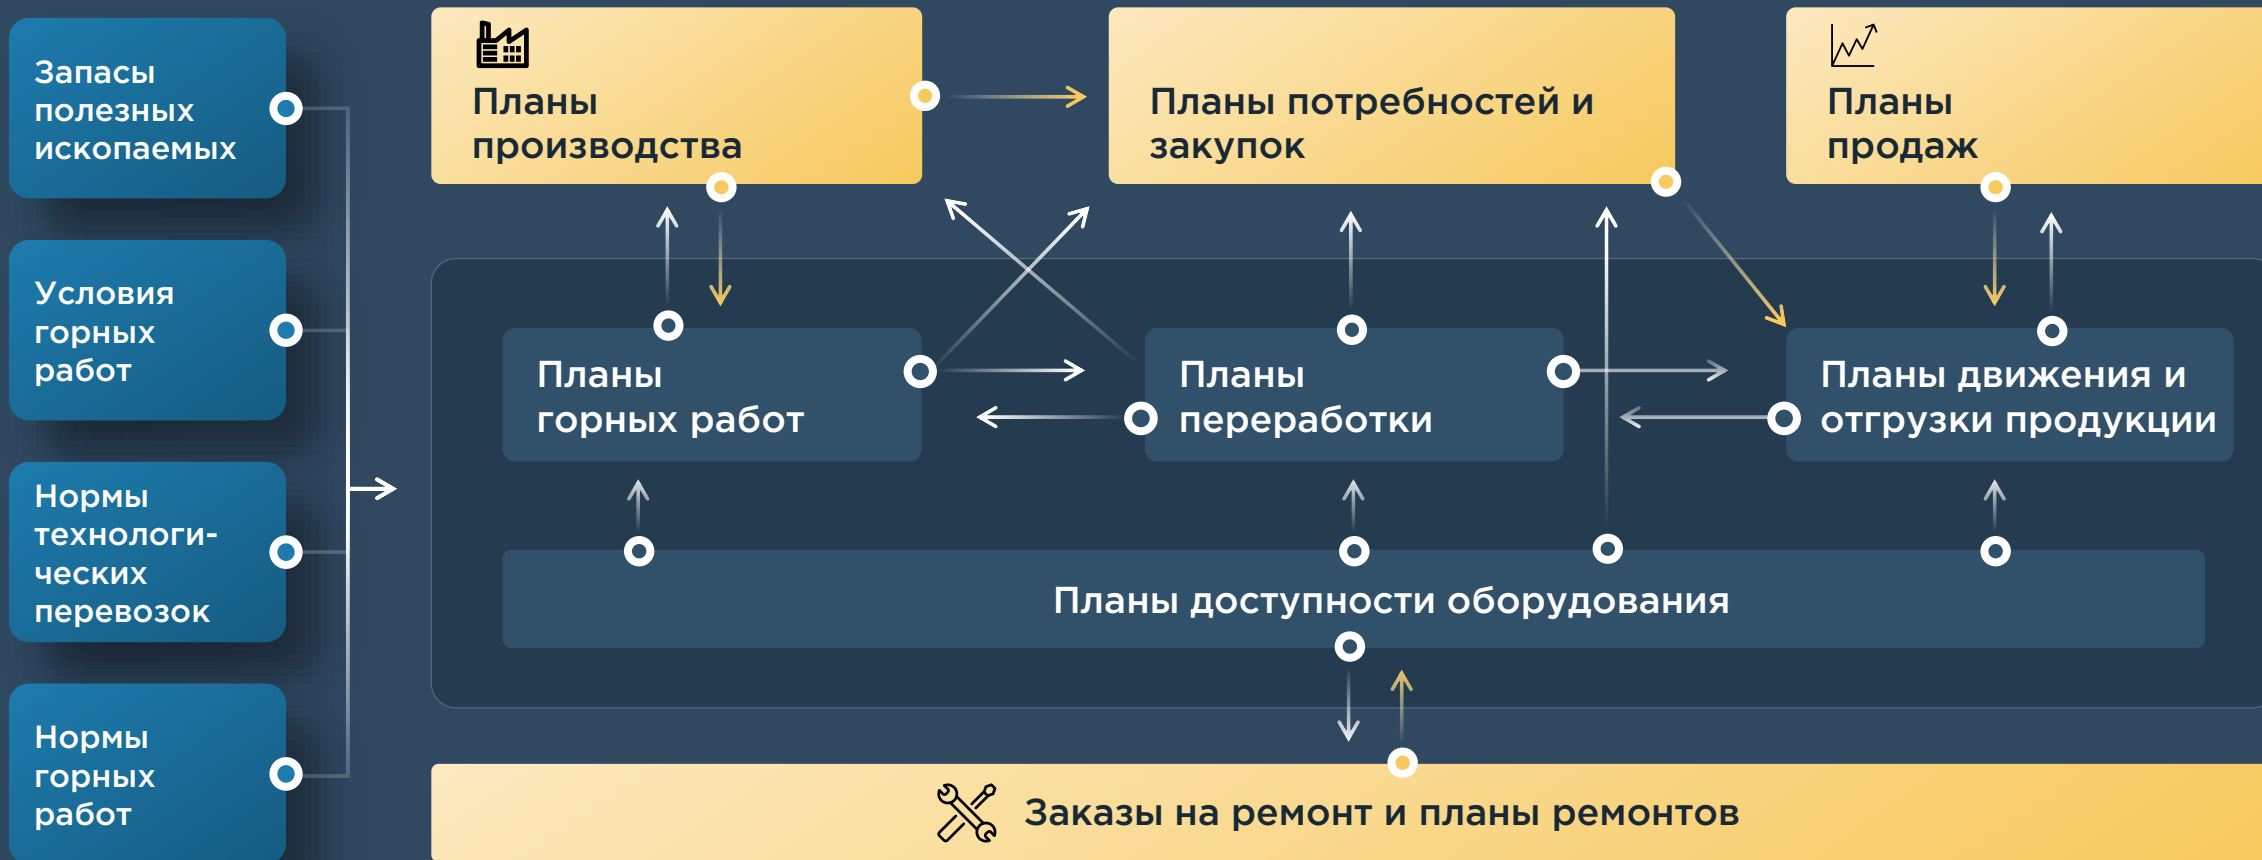 Запасы
полезных
ископаемых
Условия
горных
работ
Нормы
технологи-
ческих
перевозок
Нормы
горных
работ
Планы
производства
Планы потребностей и
закупок
Планы
продаж
Планы
горных работ
Планы
переработки
Планы движения и
отгрузки продукции
Планы доступности оборудования
Заказы на ремонт и планы ремонтов